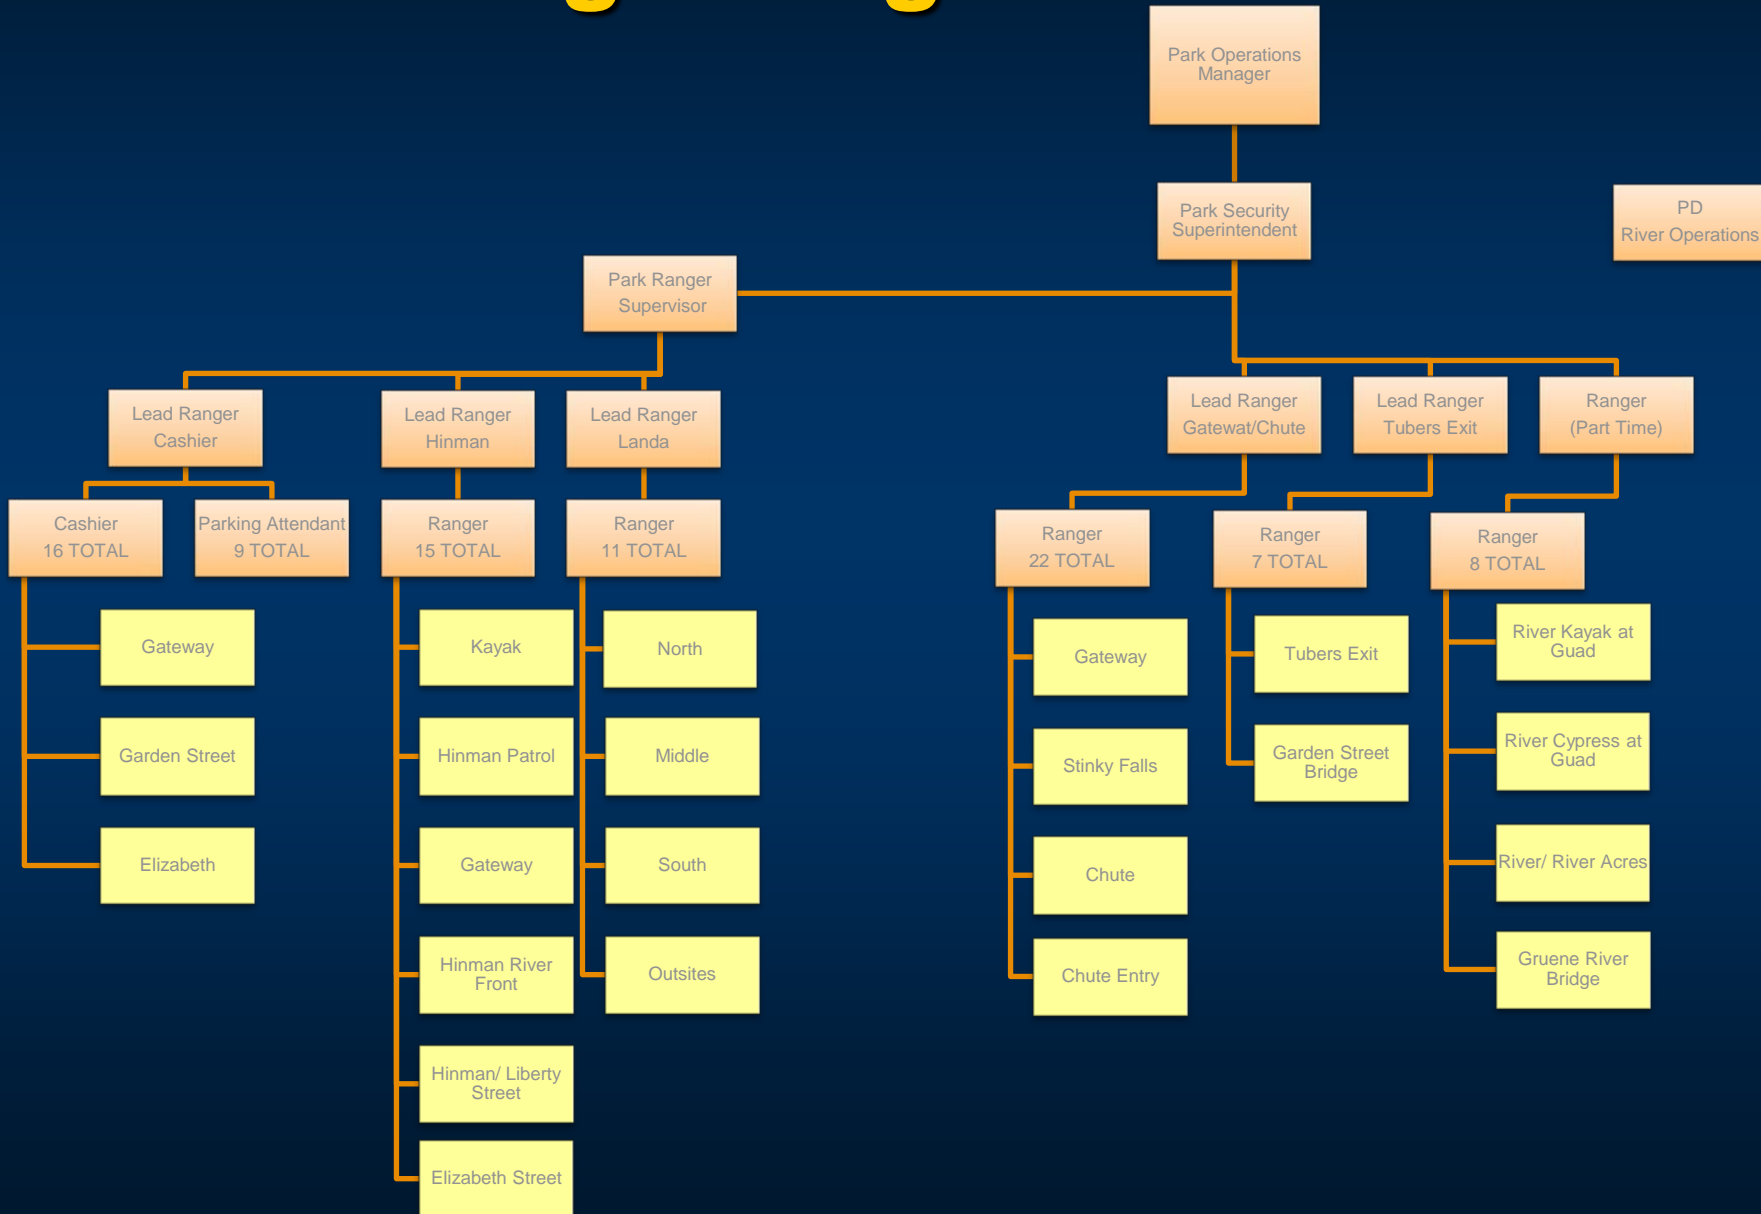 Park Operations
Manager
Park Security
Superintendent
PD
River Operations
Park Ranger
Supervisor
Lead Ranger
Cashier
Lead Ranger
Hinman
Lead Ranger
Landa
Lead Ranger
Gatewat/Chute
Lead Ranger
Tubers Exit
Ranger
(Part Time)
Cashier
16 TOTAL
Parking Attendant
9 TOTAL
Ranger
15 TOTAL
Ranger
11 TOTAL
Ranger
22 TOTAL
Ranger
7 TOTAL
Ranger
8 TOTAL
Gateway
Garden Street
Elizabeth
Kayak
Hinman Patrol
Gateway
Hinman River
Front
Hinman/ Liberty
Street
Elizabeth Street
North
Middle
South
Outsites
Gateway
Stinky Falls
Chute
Chute Entry
Tubers Exit
Garden Street
Bridge
River Kayak at
Guad
River Cypress at
Guad
River/ River Acres
Gruene River
Bridge